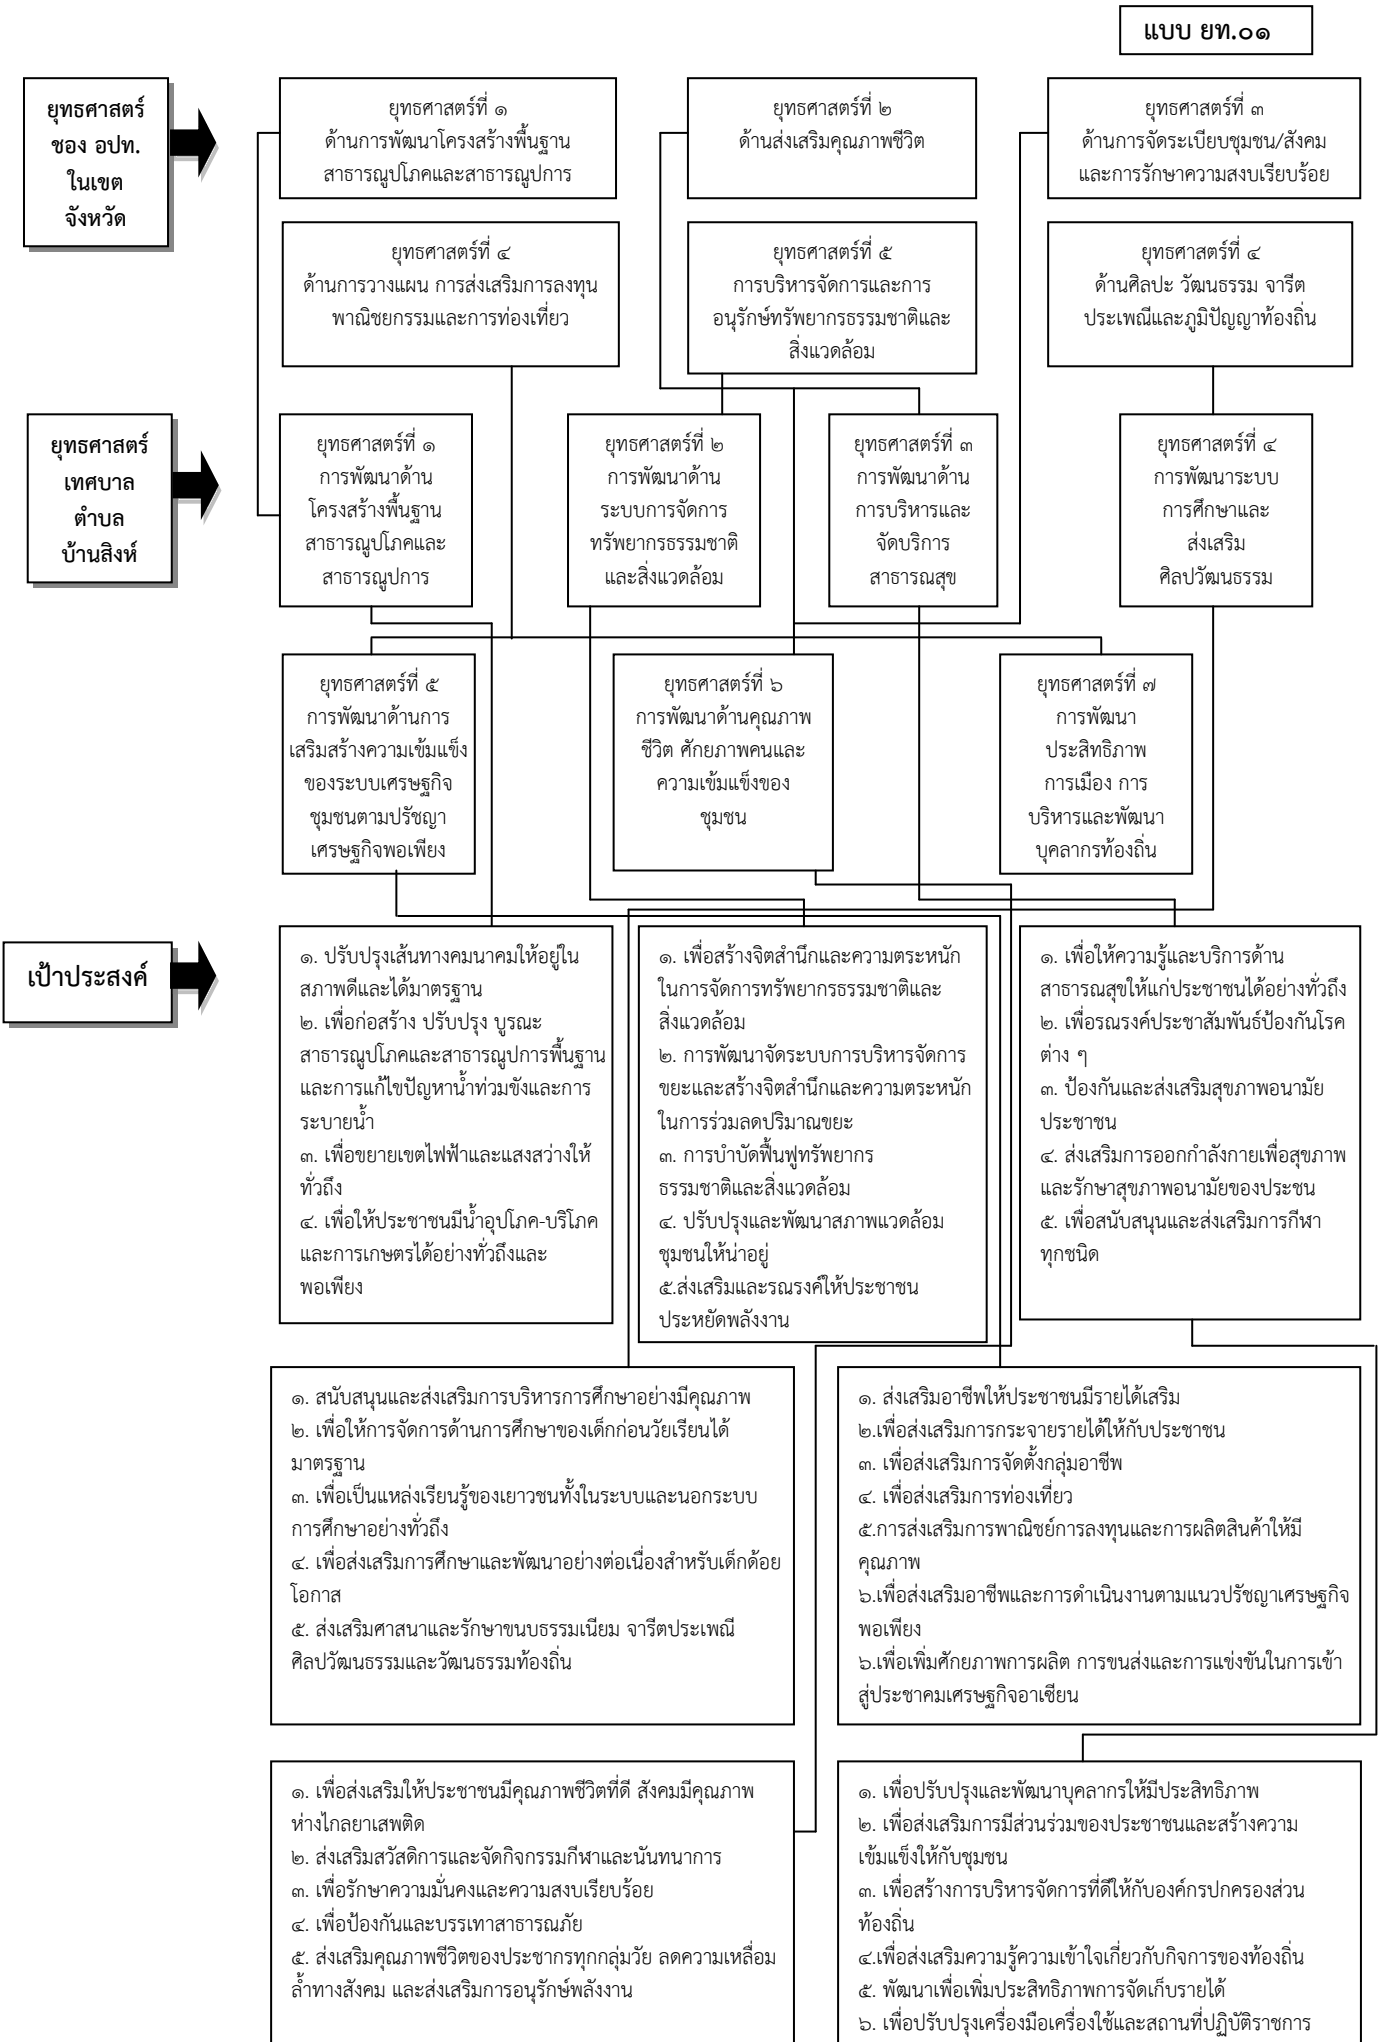 แบบ ยท.๐๑
ยุทธศาสตร์
ของ อปท.
ในเขต
จังหวัด
ยุทธศาสตร์ที่ ๑
ด้านการพัฒนาโครงสร้างพื้นฐาน
สาธารณูปโภคและสาธารณูปการ
ยุทธศาสตร์ที่ ๒
ด้านส่งเสริมคุณภาพชีวิต
ยุทธศาสตร์ที่ ๓
ด้านการจัดระเบียบชุมชน/สังคม
และการรักษาความสงบเรียบร้อย
ยุทธศาสตร์ที่ ๔
ด้านการวางแผน การส่งเสริมการลงทุน
พาณิชยกรรมและการท่องเที่ยว
ยุทธศาสตร์ที่ ๕
การบริหารจัดการและการ
อนุรักษ์ทรัพยากรธรรมชาติและ
สิ่งแวดล้อม
ยุทธศาสตร์ที่ ๔
ด้านศิลปะ วัฒนธรรม จารีต
ประเพณีและภูมิปัญญาท้องถิ่น
ยุทธศาสตร์
เทศบาล
ตำบล
บ้านสิงห์
ยุทธศาสตร์ที่ ๑
การพัฒนาด้าน
โครงสร้างพื้นฐาน
สาธารณูปโภคและ
สาธารณูปการ
ยุทธศาสตร์ที่ ๒
การพัฒนาด้าน
ระบบการจัดการ
ทรัพยากรธรรมชาติ
และสิ่งแวดล้อม
ยุทธศาสตร์ที่ ๓
การพัฒนาด้าน
การบริหารและ
จัดบริการ
สาธารณสุข
ยุทธศาสตร์ที่ ๔
การพัฒนาระบบ
การศึกษาและ
ส่งเสริม
ศิลปวัฒนธรรม
ยุทธศาสตร์ที่ ๕
การพัฒนาด้านการ
เสริมสร้างความเข้มแข็ง
ของระบบเศรษฐกิจ
ชุมชนตามปรัชญา
เศรษฐกิจพอเพียง
ยุทธศาสตร์ที่ ๖
การพัฒนาด้านคุณภาพ
ชีวิต ศักยภาพคนและ
ความเข้มแข็งของ
ชุมชน
ยุทธศาสตร์ที่ ๗
การพัฒนา
ประสิทธิภาพ
การเมือง การ
บริหารและพัฒนา
บุคลากรท้องถิ่น
เป้าประสงค์
๑. ปรับปรุงเส้นทางคมนาคมให้อยู่ใน
สภาพดีและได้มาตรฐาน
๒. เพื่อก่อสร้าง ปรับปรุง บูรณะ
สาธารณูปโภคและสาธารณูปการพื้นฐาน
และการแก้ไขปัญหาน้ำท่วมขังและการ
ระบายน้ำ
๓. เพื่อขยายเขตไฟฟ้าและแสงสว่างให้
ทั่วถึง
๔. เพื่อให้ประชาชนมีน้ำอุปโภค-บริโภค
และการเกษตรได้อย่างทั่วถึงและ
พอเพียง
๑. เพื่อสร้างจิตสำนึกและความตระหนัก
ในการจัดการทรัพยากรธรรมชาติและ
สิ่งแวดล้อม
๒. การพัฒนาจัดระบบการบริหารจัดการ
ขยะและสร้างจิตสำนึกและความตระหนัก
ในการร่วมลดปริมาณขยะ
๓. การบำบัดฟื้นฟูทรัพยากร
ธรรมชาติและสิ่งแวดล้อม
๔. ปรับปรุงและพัฒนาสภาพแวดล้อม
ชุมชนให้น่าอยู่
๕.ส่งเสริมและรณรงค์ให้ประชาชน
ประหยัดพลังงาน
๑. เพื่อให้ความรู้และบริการด้าน
สาธารณสุขให้แก่ประชาชนได้อย่างทั่วถึง
๒. เพื่อรณรงค์ประชาสัมพันธ์ป้องกันโรค
ต่าง ๆ
๓. ป้องกันและส่งเสริมสุขภาพอนามัย
ประชาชน
๔. ส่งเสริมการออกกำลังกายเพื่อสุขภาพ
และรักษาสุขภาพอนามัยของประชน
๕. เพื่อสนับสนุนและส่งเสริมการกีฬา
ทุกชนิด
๑. สนับสนุนและส่งเสริมการบริหารการศึกษาอย่างมีคุณภาพ
๒. เพื่อให้การจัดการด้านการศึกษาของเด็กก่อนวัยเรียนได้
มาตรฐาน
๓. เพื่อเป็นแหล่งเรียนรู้ของเยาวชนทั้งในระบบและนอกระบบ
การศึกษาอย่างทั่วถึง
๔. เพื่อส่งเสริมการศึกษาและพัฒนาอย่างต่อเนื่องสำหรับเด็กด้อย
โอกาส
๕. ส่งเสริมศาสนาและรักษาขนบธรรมเนียม จารีตประเพณี
ศิลปวัฒนธรรมและวัฒนธรรมท้องถิ่น
๑. ส่งเสริมอาชีพให้ประชาชนมีรายได้เสริม
๒.เพื่อส่งเสริมการกระจายรายได้ให้กับประชาชน
๓. เพื่อส่งเสริมการจัดตั้งกลุ่มอาชีพ
๔. เพื่อส่งเสริมการท่องเที่ยว
๕.การส่งเสริมการพาณิชย์การลงทุนและการผลิตสินค้าให้มี
คุณภาพ
๖.เพื่อส่งเสริมอาชีพและการดำเนินงานตามแนวปรัชญาเศรษฐกิจ
พอเพียง
๖.เพื่อเพิ่มศักยภาพการผลิต การขนส่งและการแข่งขันในการเข้า
สู่ประชาคมเศรษฐกิจอาเซียน
๑. เพื่อส่งเสริมให้ประชาชนมีคุณภาพชีวิตที่ดี สังคมมีคุณภาพ
ห่างไกลยาเสพติด
๒. ส่งเสริมสวัสดิการและจัดกิจกรรมกีฬาและนันทนาการ
๓. เพื่อรักษาความมั่นคงและความสงบเรียบร้อย
๔. เพื่อป้องกันและบรรเทาสาธารณภัย
๕. ส่งเสริมคุณภาพชีวิตของประชากรทุกกลุ่มวัย ลดความเหลื่อม
ล้ำทางสังคม และส่งเสริมการอนุรักษ์พลังงาน
๑. เพื่อปรับปรุงและพัฒนาบุคลากรให้มีประสิทธิภาพ
๒. เพื่อส่งเสริมการมีส่วนร่วมของประชาชนและสร้างความ
เข้มแข็งให้กับชุมชน
๓. เพื่อสร้างการบริหารจัดการที่ดีให้กับองค์กรปกครองส่วน
ท้องถิ่น
๔.เพื่อส่งเสริมความรู้ความเข้าใจเกี่ยวกับกิจการของท้องถิ่น
๕. พัฒนาเพื่อเพิ่มประสิทธิภาพการจัดเก็บรายได้
๖. เพื่อปรับปรุงเครื่องมือเครื่องใช้และสถานที่ปฏิบัติราชการ